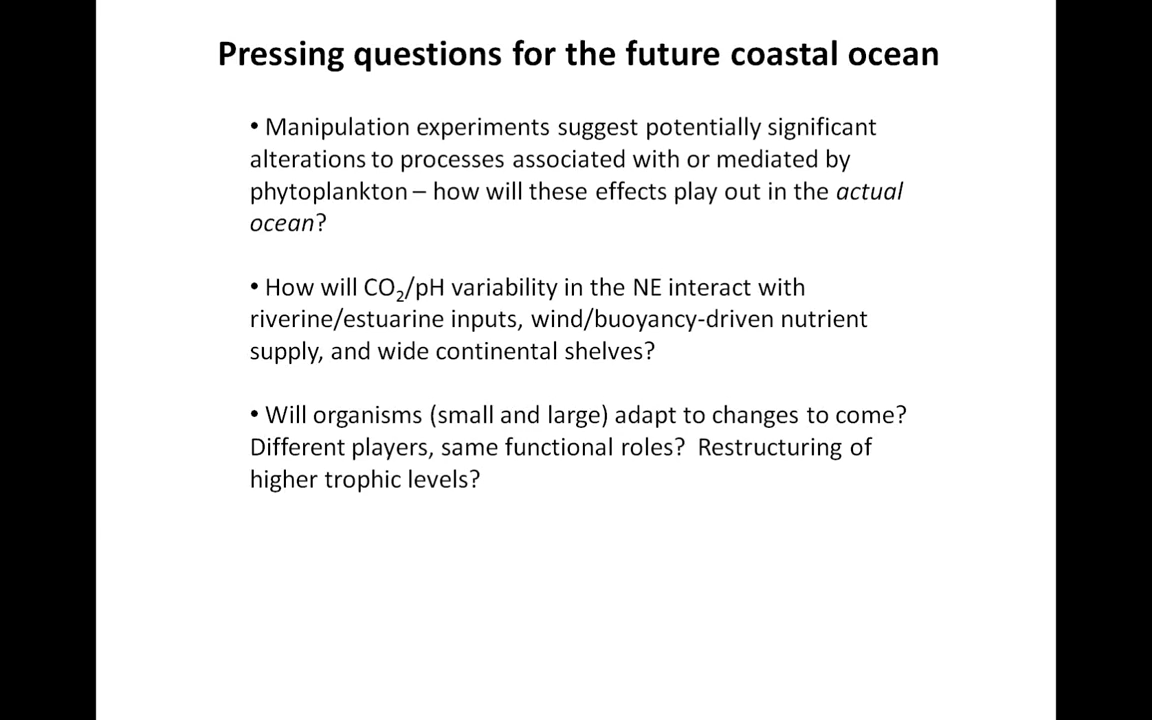 Pressing questions for the future coastal ocean
• Manipulation experiments suggest potentially significant
alterations to processes associated with or mediated by
phytoplankton – how will these effects play out in the actual
ocean?
• How will CO₂/pH variability in the NE interact with
riverine/estuarine inputs, wind/buoyancy-driven nutrient
supply, and wide continental shelves?
• Will organisms (small and large) adapt to changes to come?
Different players, same functional roles?  Restructuring of
higher trophic levels?